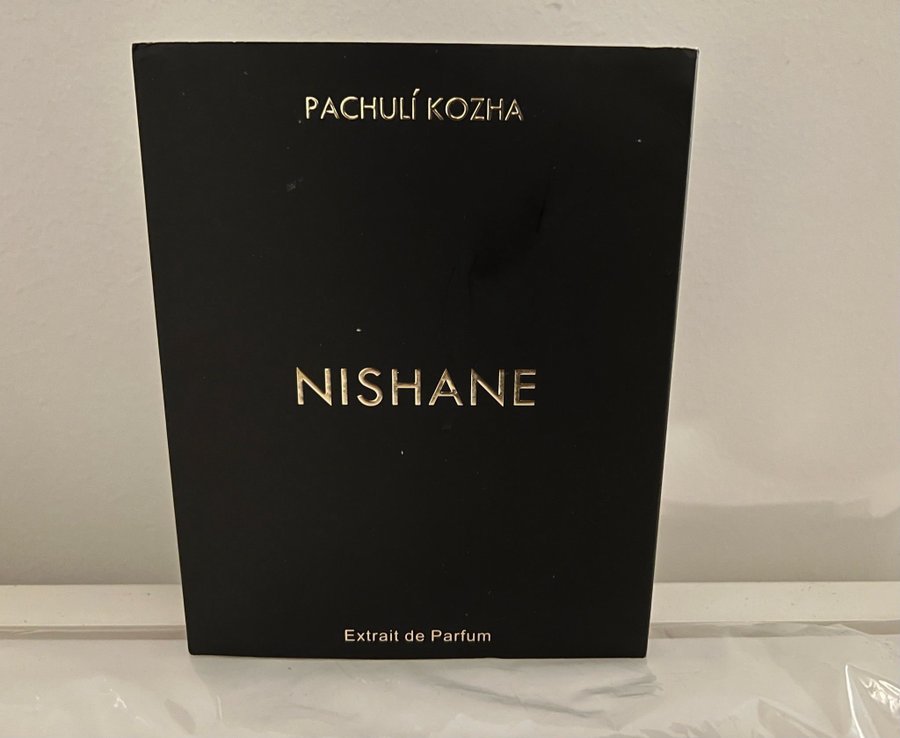 PACHULÍ KOZHA
NISHANE
Extrait de Parfum